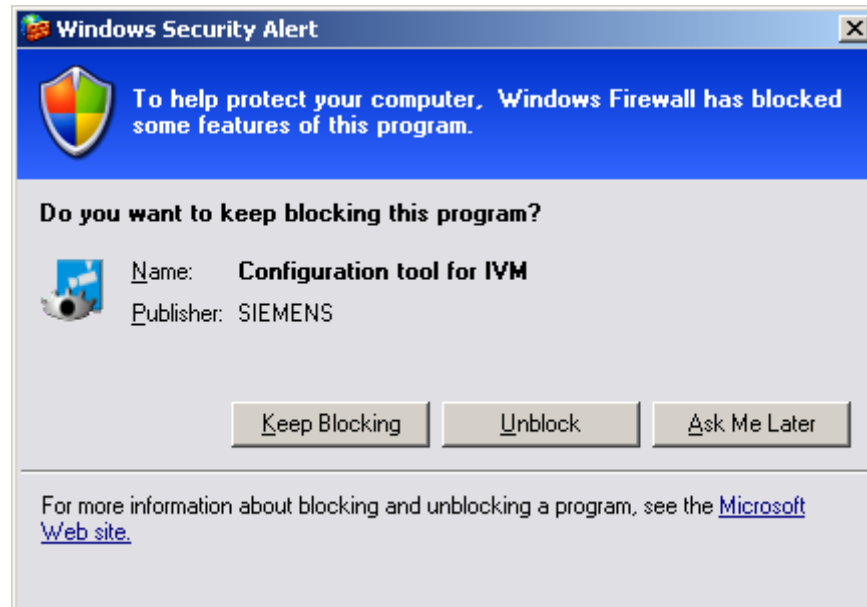 Windows Security Alert
To help protect your computer, Windows Firewall has blocked
some features of this program.
Do you want to keep blocking this program?
Name: Configuration tool for IVM
Publisher: SIEMENS
Keep Blocking Unblock Ask Me Later
For more information about blocking and unblocking a program, see the Microsoft
Web site.